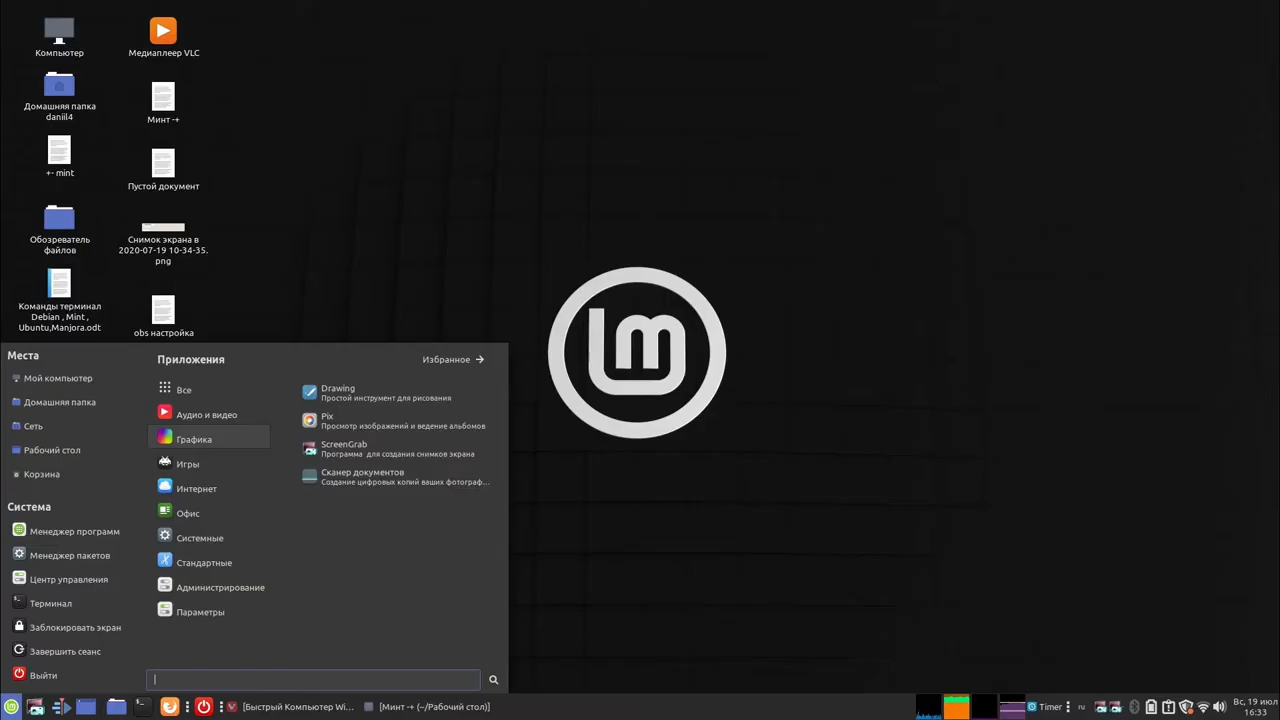 Компьютер
Медиаплеер VLC
Домашняя папка
daniil4
Минт -+
+- mint
Пустой документ
Обозреватель
файлов
Снимок экрана в
2020-07-19 10-34-35.
png
Команды терминал
Debian , Mint ,
Ubuntu,Manjora.odt
obs настройка
lm
Места
Мой компьютер
Домашняя папка
Сеть
Рабочий стол
Корзина
Система
Менеджер программ
Менеджер пакетов
Центр управления
Терминал
Заблокировать экран
Завершить сеанс
Выйти
Приложения
Избранное
Все
Аудио и видео
Графика
Игры
Интернет
Офис
Системные
Стандартные
Администрирование
Параметры
Drawing
Простой инструмент для рисования
Pix
Просмотр изображений и ведение альбомов
ScreenGrab
Программа для создания снимков экрана
Сканер документов
Создание цифровых копий ваших фотограф...
[Быстрый Компьютер Wi...
[Минт -+ (~/Рабочий стол)]
Timer
ru
Вс, 19 июл
16:33